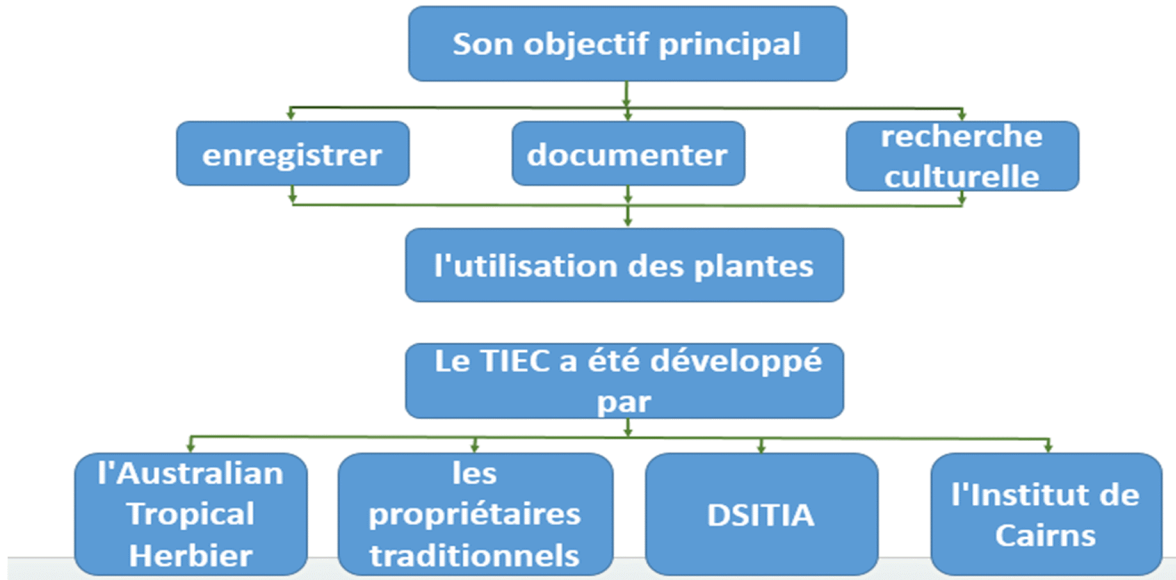 Son objectif principal
enregistrer
documenter
recherche
culturelle
l'utilisation des plantes
Le TIEC a été développé
par
l'Australian
Tropical
Herbier
les
propriétaires
traditionnels
DSITIA
l'Institut de
Cairns